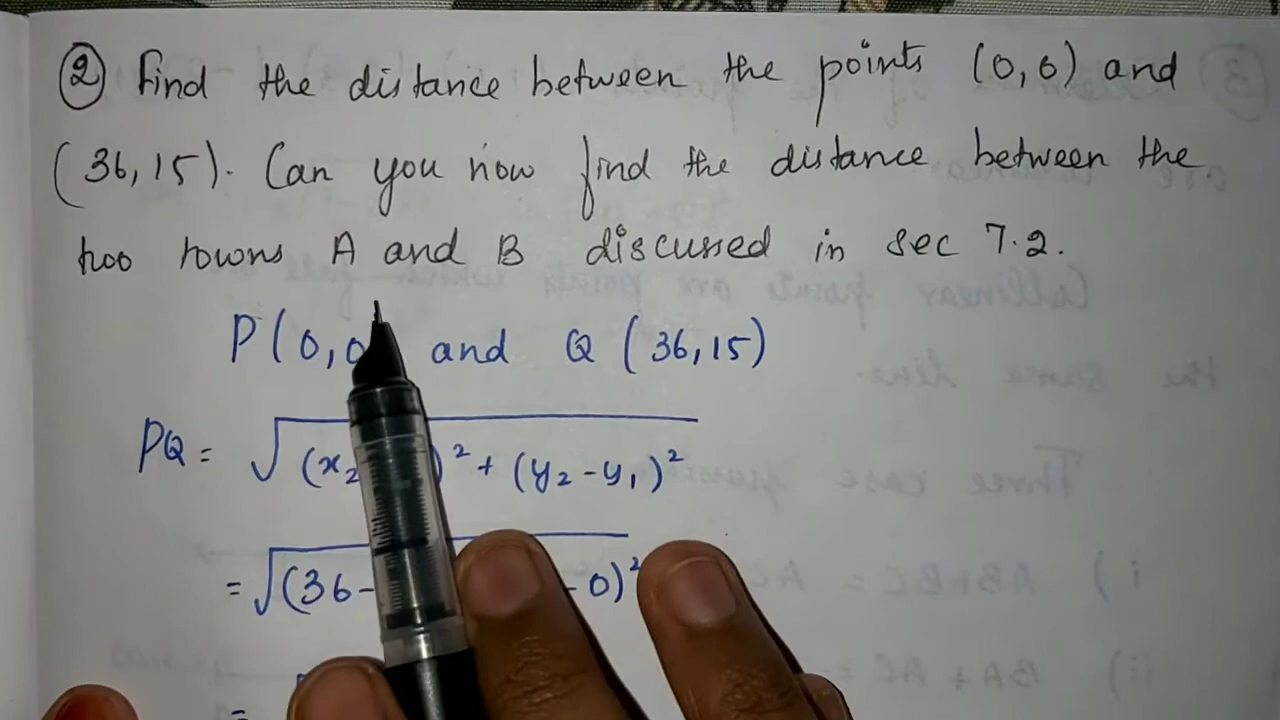 ② Find the distance between the points (0,0) and
(36,15). Can you now find the distance between the
two towns A and B discussed in sec 7.2.
P(0,0 and Q (36,15)
PQ = √(x₂ )² + (y₂-y₁)²
= √(36- -0)²
=